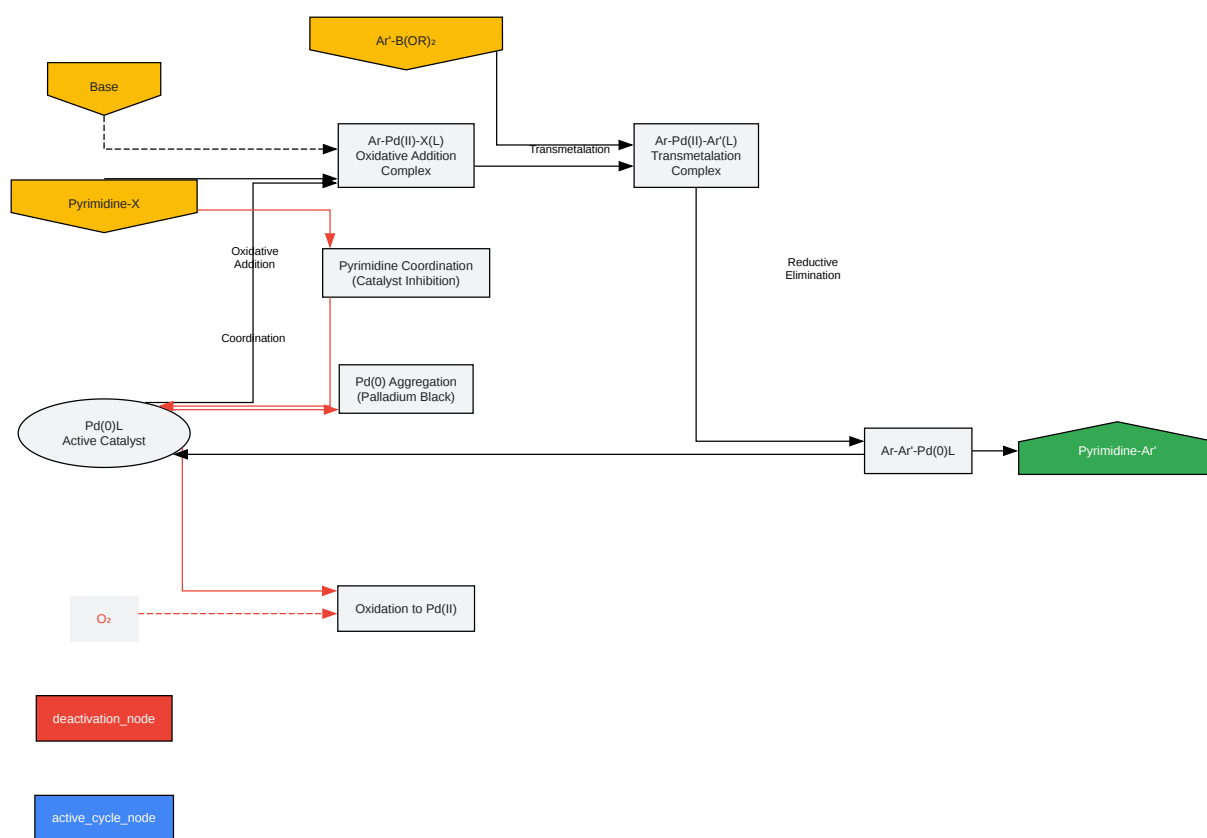 Ar'-B(OR)₂
Base
Ar-Pd(II)-X(L)
Oxidative Addition
Complex
Transmetalation
Ar-Pd(II)-Ar'(L)
Transmetalation
Complex
Pyrimidine-X
Oxidative
Addition
Pyrimidine Coordination
(Catalyst Inhibition)
Reductive
Elimination
Coordination
Pd(0) Aggregation
(Palladium Black)
Pd(0)L
Active Catalyst
Ar-Ar'-Pd(0)L
Pyrimidine-Ar'
O₂
Oxidation to Pd(II)
deactivation_node
active_cycle_node